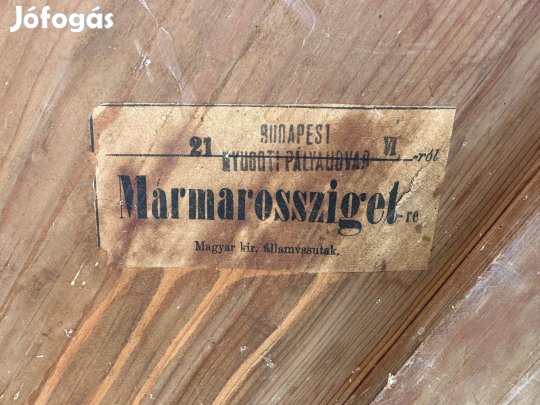 Jófogás
BUDAPEST
21 NYUGOTI PÁLYAUDVAR VI -ról
Mármarossziget-re
Magyar kir. államvasutak.